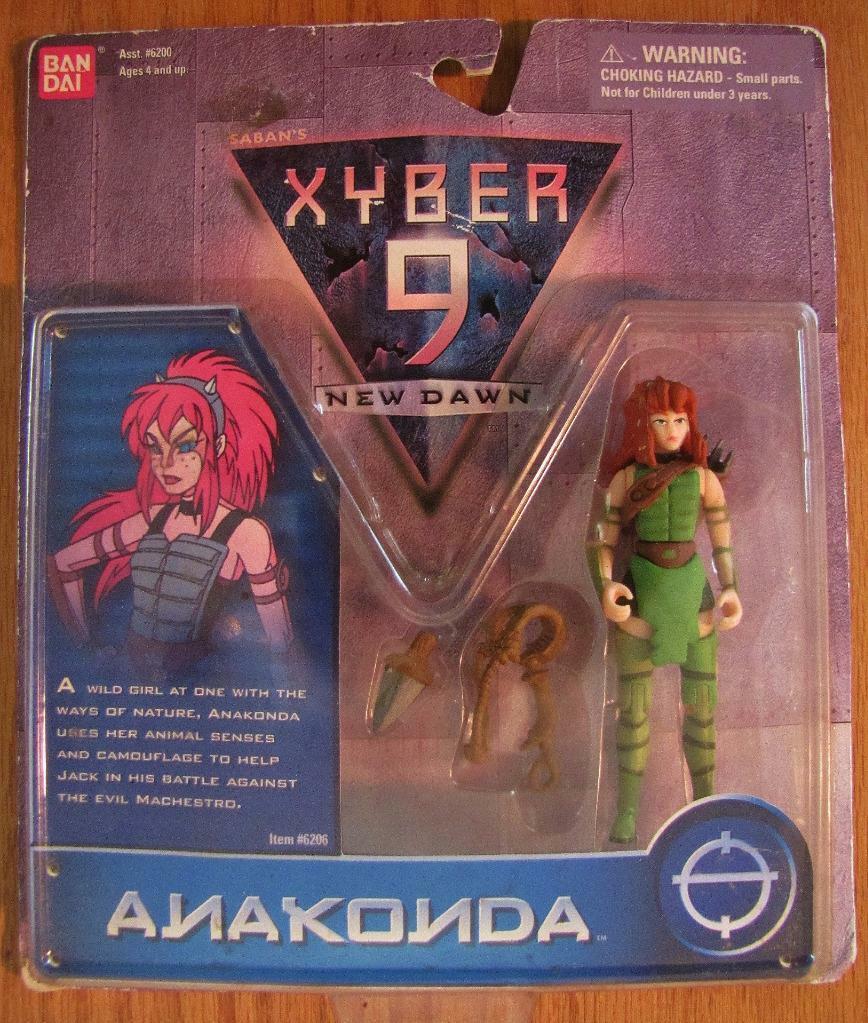 BAN
DAI
®
Asst. #6200
Ages 4 and up.
WARNING:
CHOKING HAZARD - Small parts.
Not for Children under 3 years.
SABAN'S
XYBER
9
NEW DAWN
TM
A WILD GIRL AT ONE WITH THE
WAYS OF NATURE, ANAKONDA
USES HER ANIMAL SENSES
AND CAMOUFLAGE TO HELP
JACK IN HIS BATTLE AGAINST
THE EVIL MACHESTRO.
Item #6206
ANAKONDA
TM